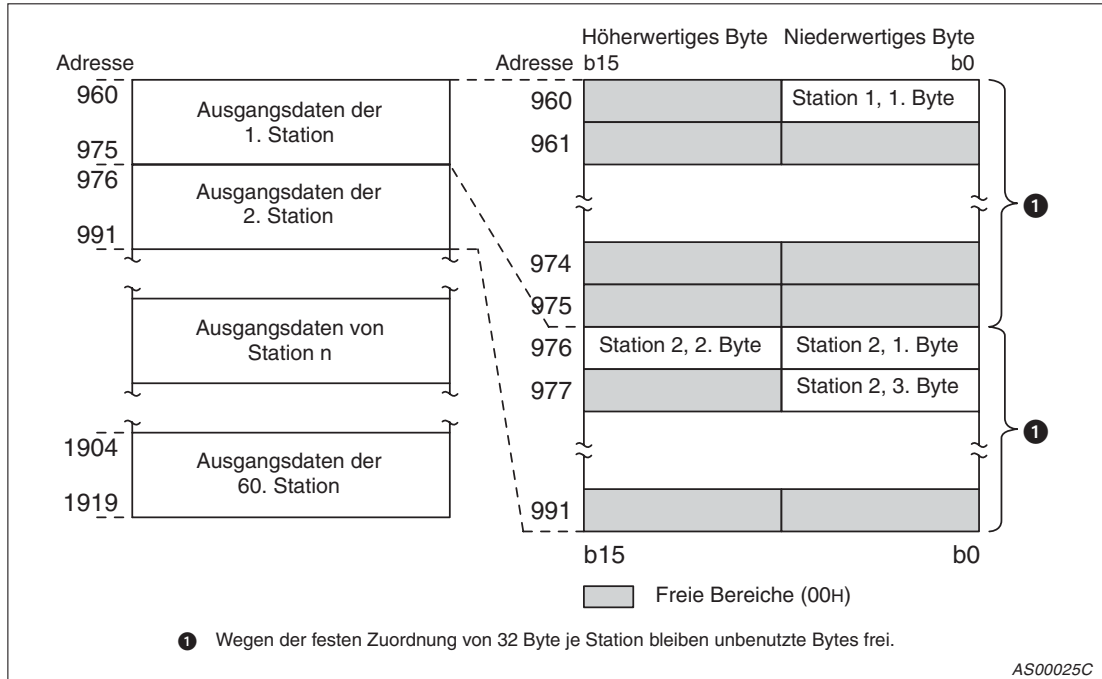 Höherwertiges Byte Niederwertiges Byte
Adresse
Adresse b15 b0
960
Ausgangsdaten der
1. Station
975
976
Ausgangsdaten der
2. Station
991
Ausgangsdaten von
Station n
1904
Ausgangsdaten der
60. Station
1919
960 Station 1, 1. Byte
961
974
975
❶
976 Station 2, 2. Byte Station 2, 1. Byte
977 Station 2, 3. Byte
❶
991
b15 b0
Freie Bereiche (00H)
❶ Wegen der festen Zuordnung von 32 Byte je Station bleiben unbenutzte Bytes frei.
AS00025C